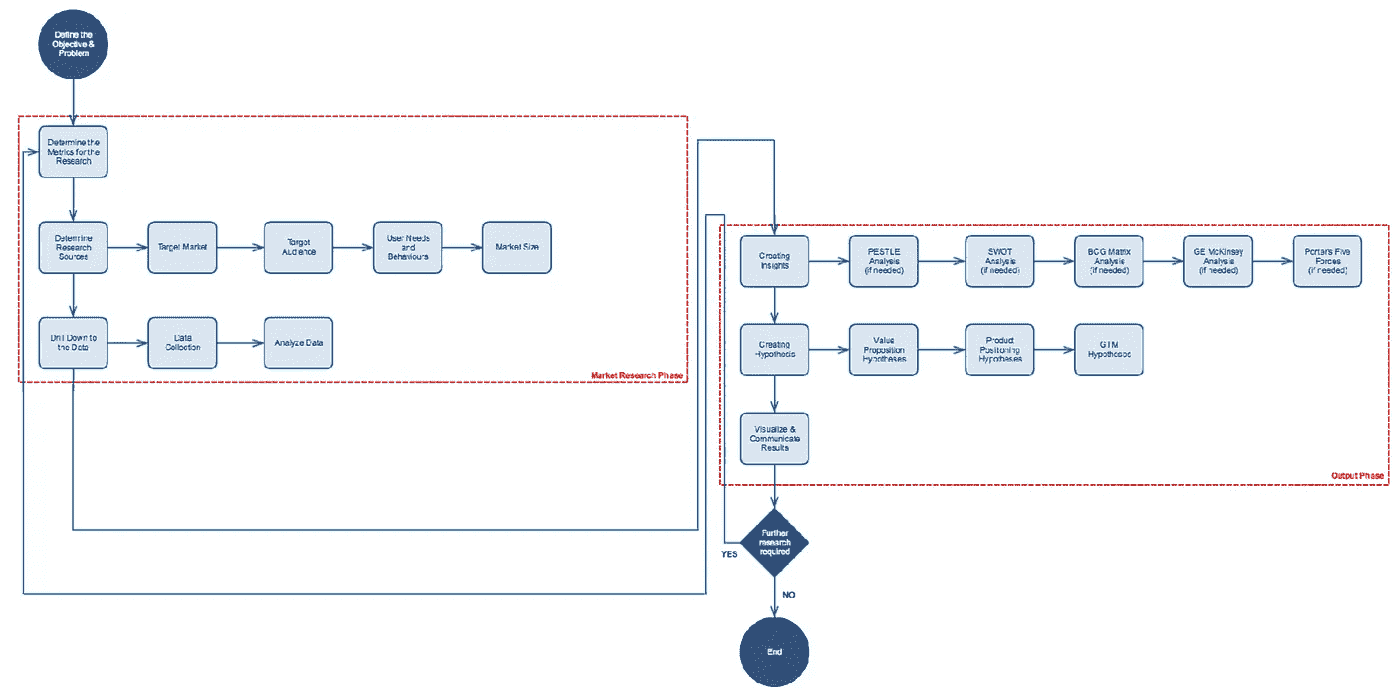 Define the
Objective &
Problem
Determine the
Metrics for the
Research
Determine
Research
Sources
Target Market
Target
Audience
User Needs
and
Behaviours
Market Size
Drill Down to
the Data
Data
Collection
Analyze Data
Market Research Phase
Creating
Insights
PESTLE
Analysis
(if needed)
SWOT
Analysis
(if needed)
BCG Matrix
Analysis
(if needed)
GE McKinsey
Analysis
(if needed)
Portar's Five
Forces
(if needed)
Creating
Hypothesis
Value
Proposition
Hypotheses
Product
Positioning
Hypotheses
GTM
Hypotheses
Visualize &
Communicate
Results
Output Phase
Further
research
required
YES
NO
End